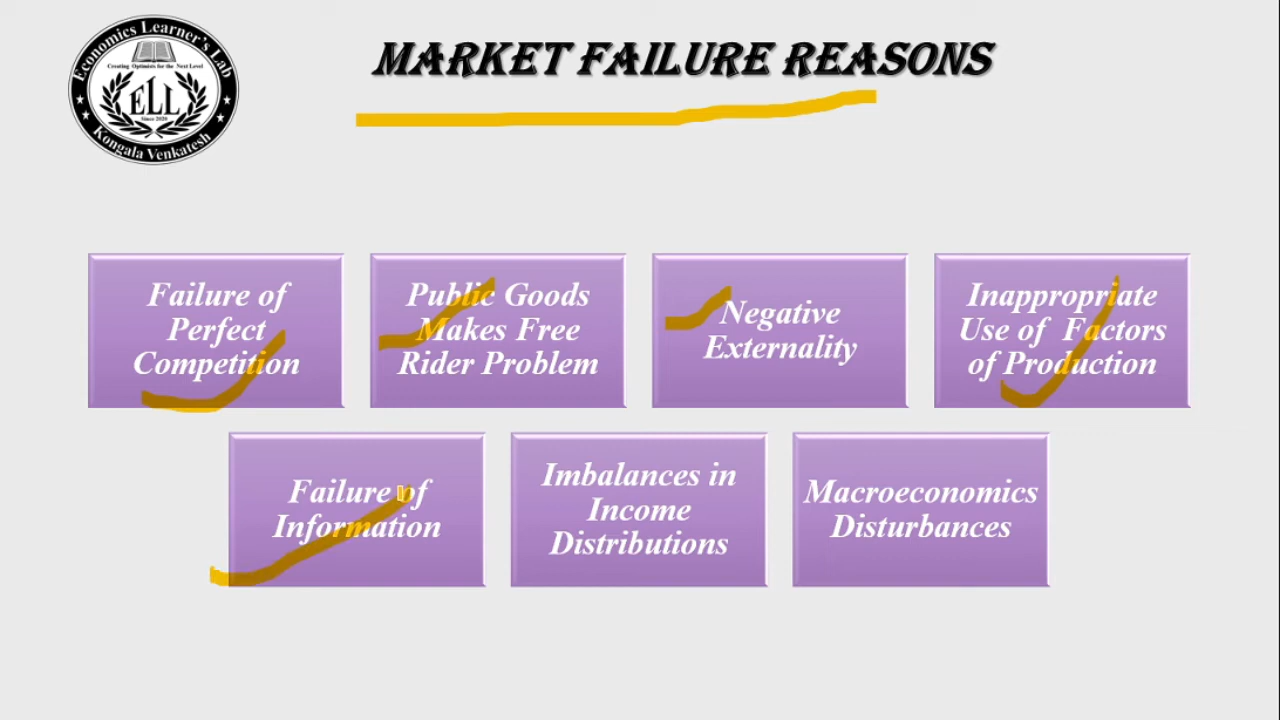 Economics Learner's Lab
Creating Optimists for the Next Level
ELL
Since 2020
Kongala Venkatesh
MARKET FAILURE REASONS
Failure of
Perfect
Competition
Public Goods
Makes Free
Rider Problem
Negative
Externality
Inappropriate
Use of Factors
of Production
Failure of
Information
Imbalances in
Income
Distributions
Macroeconomics
Disturbances